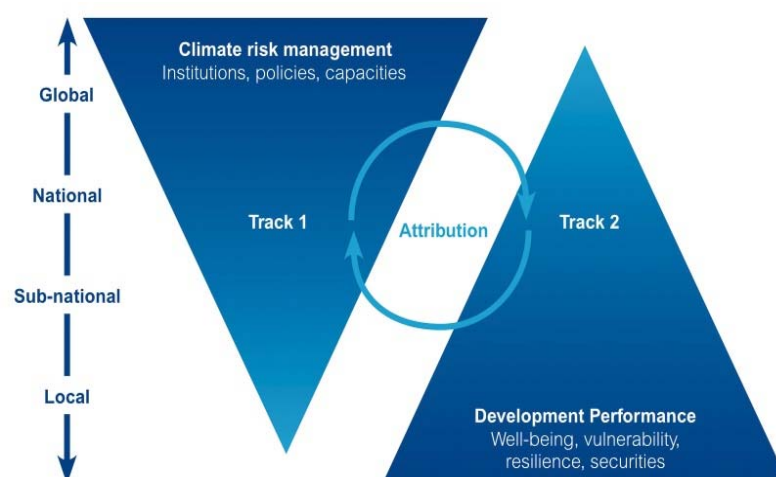 Climate risk management
Institutions, policies, capacities
Global
National
Sub-national
Local
Track 1
Attribution
Track 2
Development Performance
Well-being, vulnerability,
resilience, securities